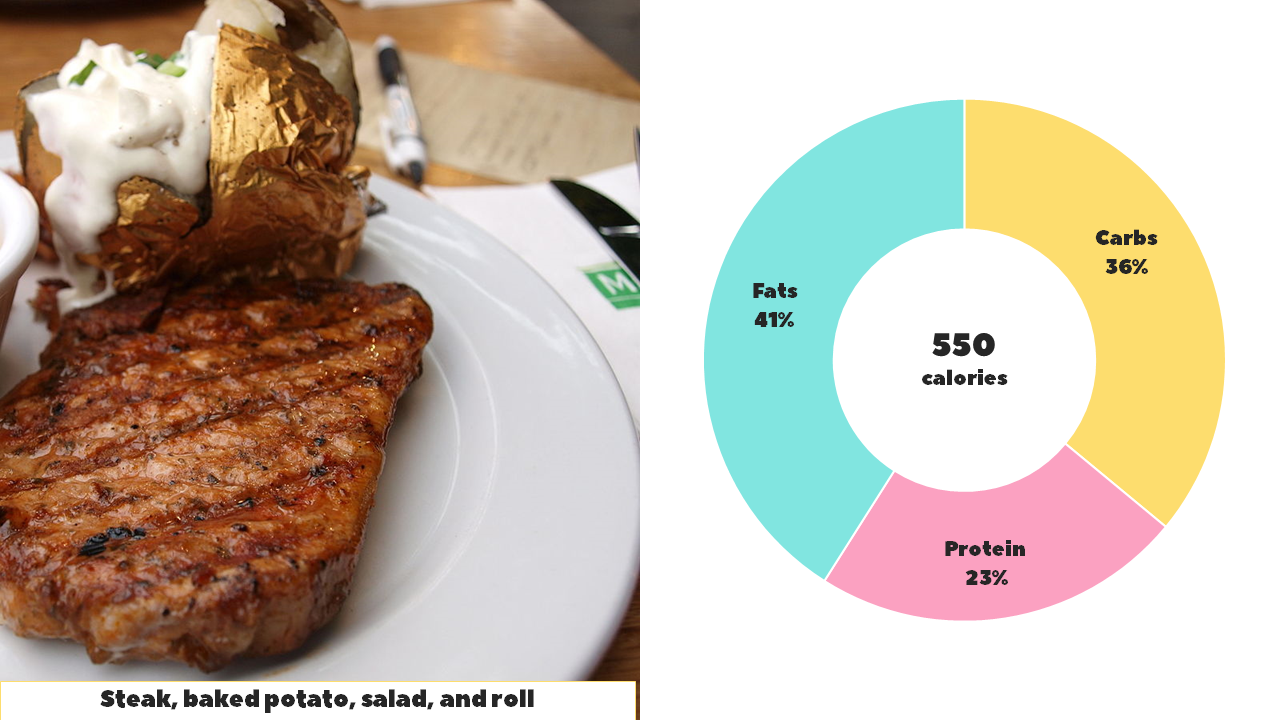 M
Steak, baked potato, salad, and roll
Carbs
36%
Fats
41%
550
calories
Protein
23%